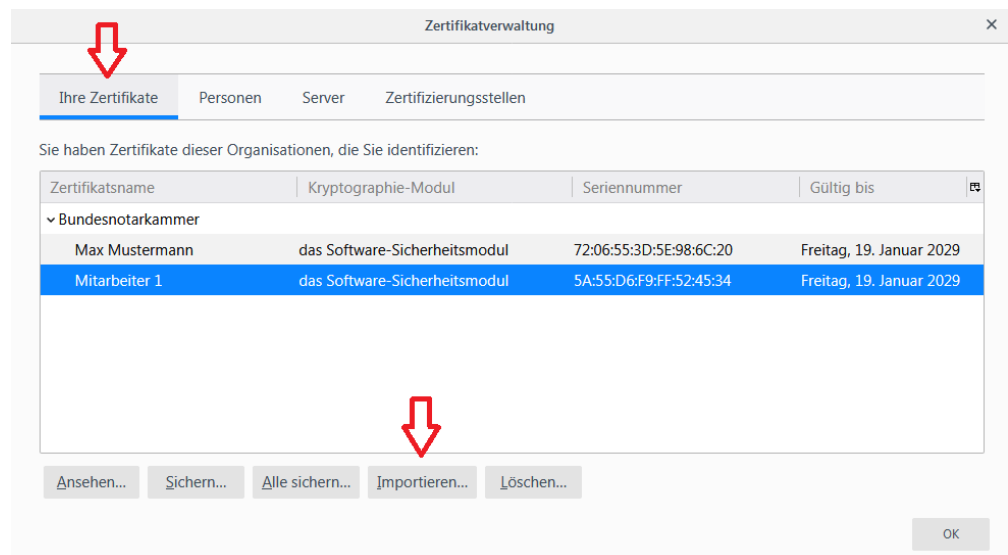 Zertifikatverwaltung
Ihre Zertifikate Personen Server Zertifizierungsstellen
Sie haben Zertifikate dieser Organisationen, die Sie identifizieren:
Zertifikatsname Kryptographie-Modul Seriennummer Gültig bis
Bundesnotarkammer
Max Mustermann das Software-Sicherheitsmodul 72:06:55:3D:5E:98:6C:20 Freitag, 19. Januar 2029
Mitarbeiter 1 das Software-Sicherheitsmodul 5A:55:D6:F9:FF:52:45:34 Freitag, 19. Januar 2029
Ansehen... Sichern... Alle sichern... Importieren... Löschen...
OK